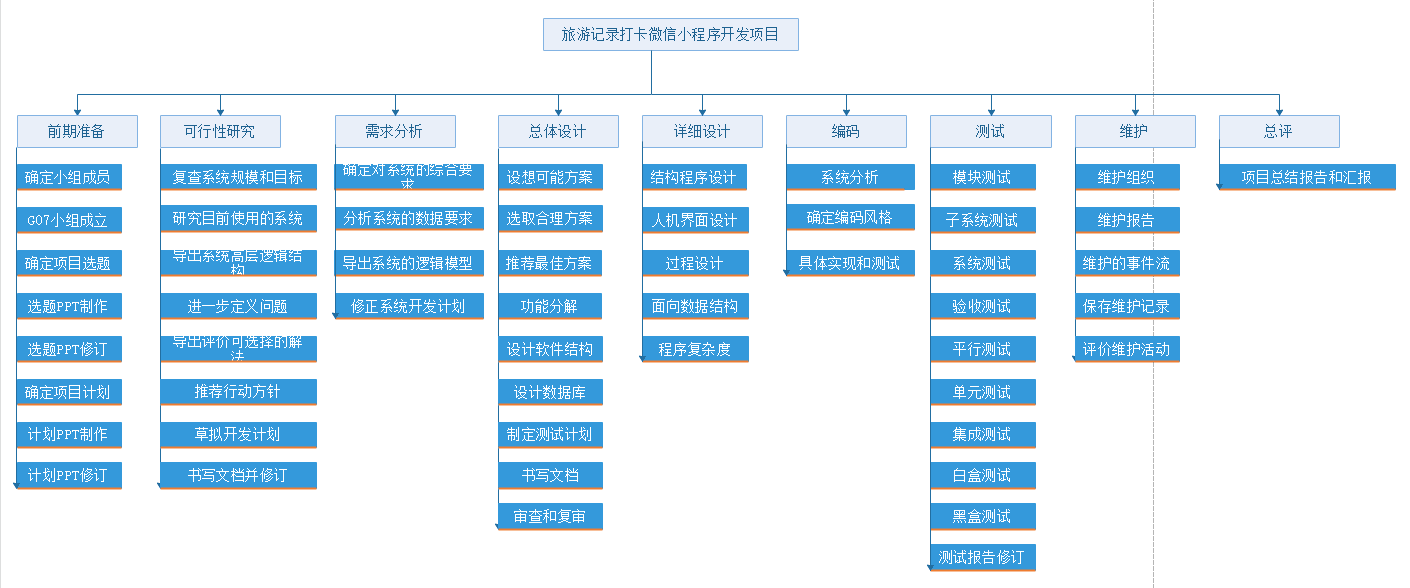 旅游记录打卡微信小程序开发项目
前期准备
确定小组成员
G07小组成立
确定项目选题
选题PPT制作
选题PPT修订
确定项目计划
计划PPT制作
计划PPT修订
可行性研究
复查系统规模和目标
研究目前使用的系统
导出系统高层逻辑结
构
进一步定义问题
导出评价可选择的解
法
推荐行动方针
草拟开发计划
书写文档并修订
需求分析
确定对系统的综合要
求
分析系统的数据要求
导出系统的逻辑模型
修正系统开发计划
总体设计
设想可能方案
选取合理方案
推荐最佳方案
功能分解
设计软件结构
设计数据库
制定测试计划
书写文档
审查和复审
详细设计
结构程序设计
人机界面设计
过程设计
面向数据结构
程序复杂度
编码
系统分析
确定编码风格
具体实现和测试
测试
模块测试
子系统测试
系统测试
验收测试
平行测试
单元测试
集成测试
白盒测试
黑盒测试
测试报告修订
维护
维护组织
维护报告
维护的事件流
保存维护记录
评价维护活动
总评
项目总结报告和汇报